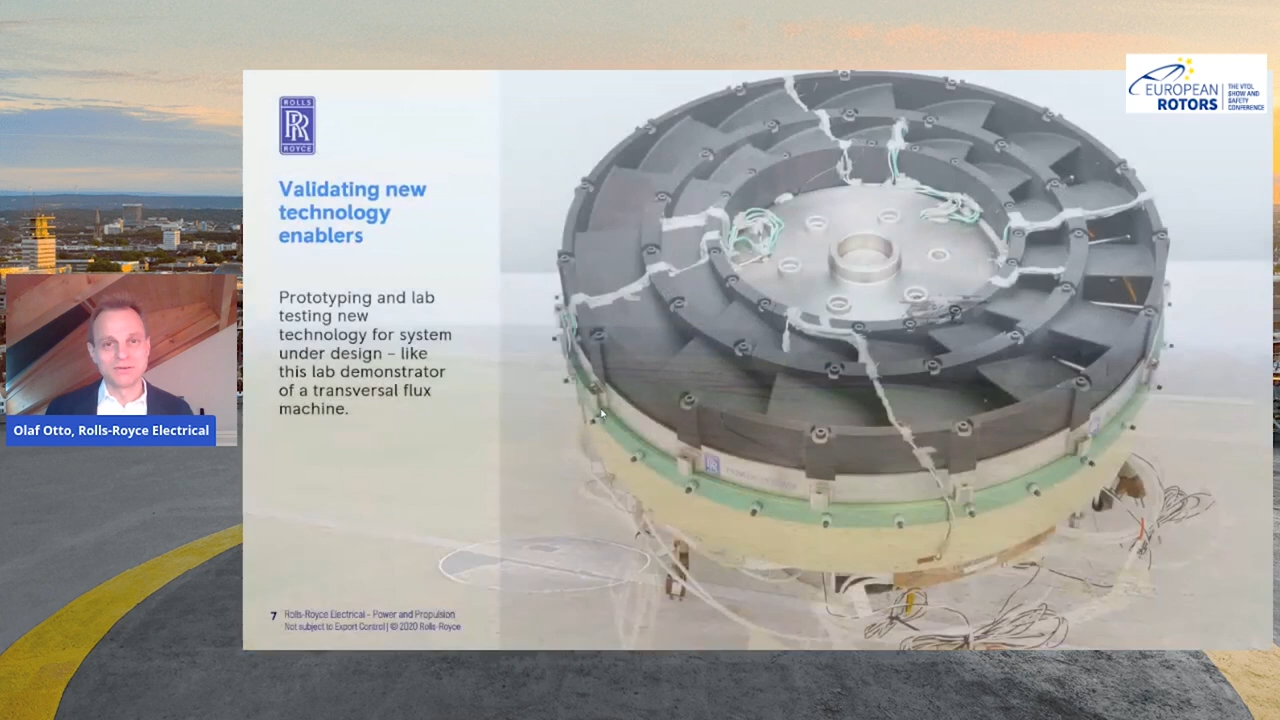 ROLLS
RR
ROYCE
Validating new
technology
enablers
Prototyping and lab
testing new
technology for system
under design – like
this lab demonstrator
of a transversal flux
machine.
7 Rolls-Royce Electrical - Power and Propulsion
Not subject to Export Control | © 2020 Rolls-Royce
Olaf Otto, Rolls-Royce Electrical
EUROPEAN
ROTORS
THE VTOL
SHOW AND
SAFETY
CONFERENCE